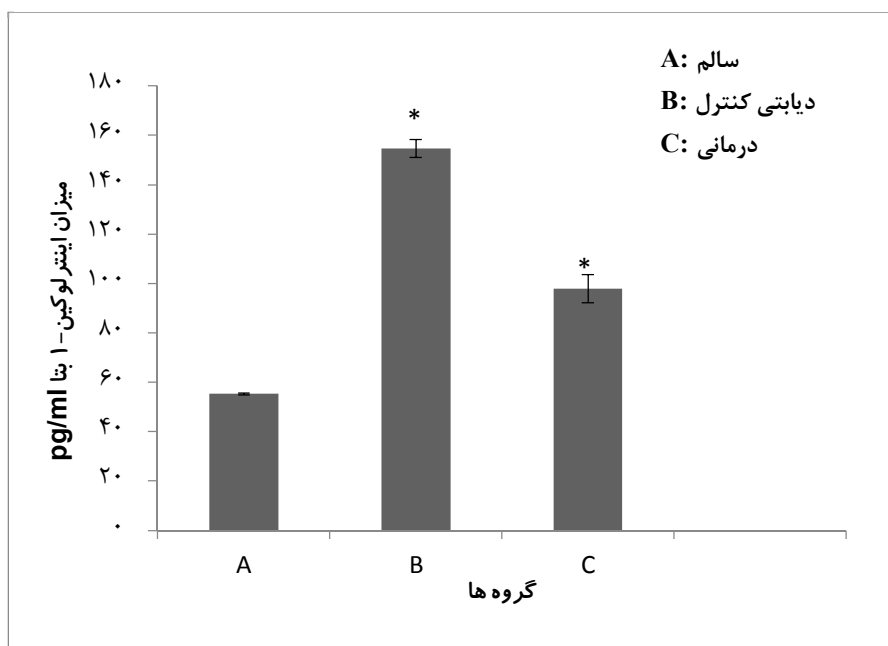 A: سالم
B: دیابتی کنترل
C: درمانی
میزان اینترلوکین-۱ بتا pg/ml
۱۸۰
۱۶۰
۱۴۰
۱۲۰
۱۰۰
۸۰
۶۰
۴۰
۲۰
۰
*
*
A B C
گروه ها